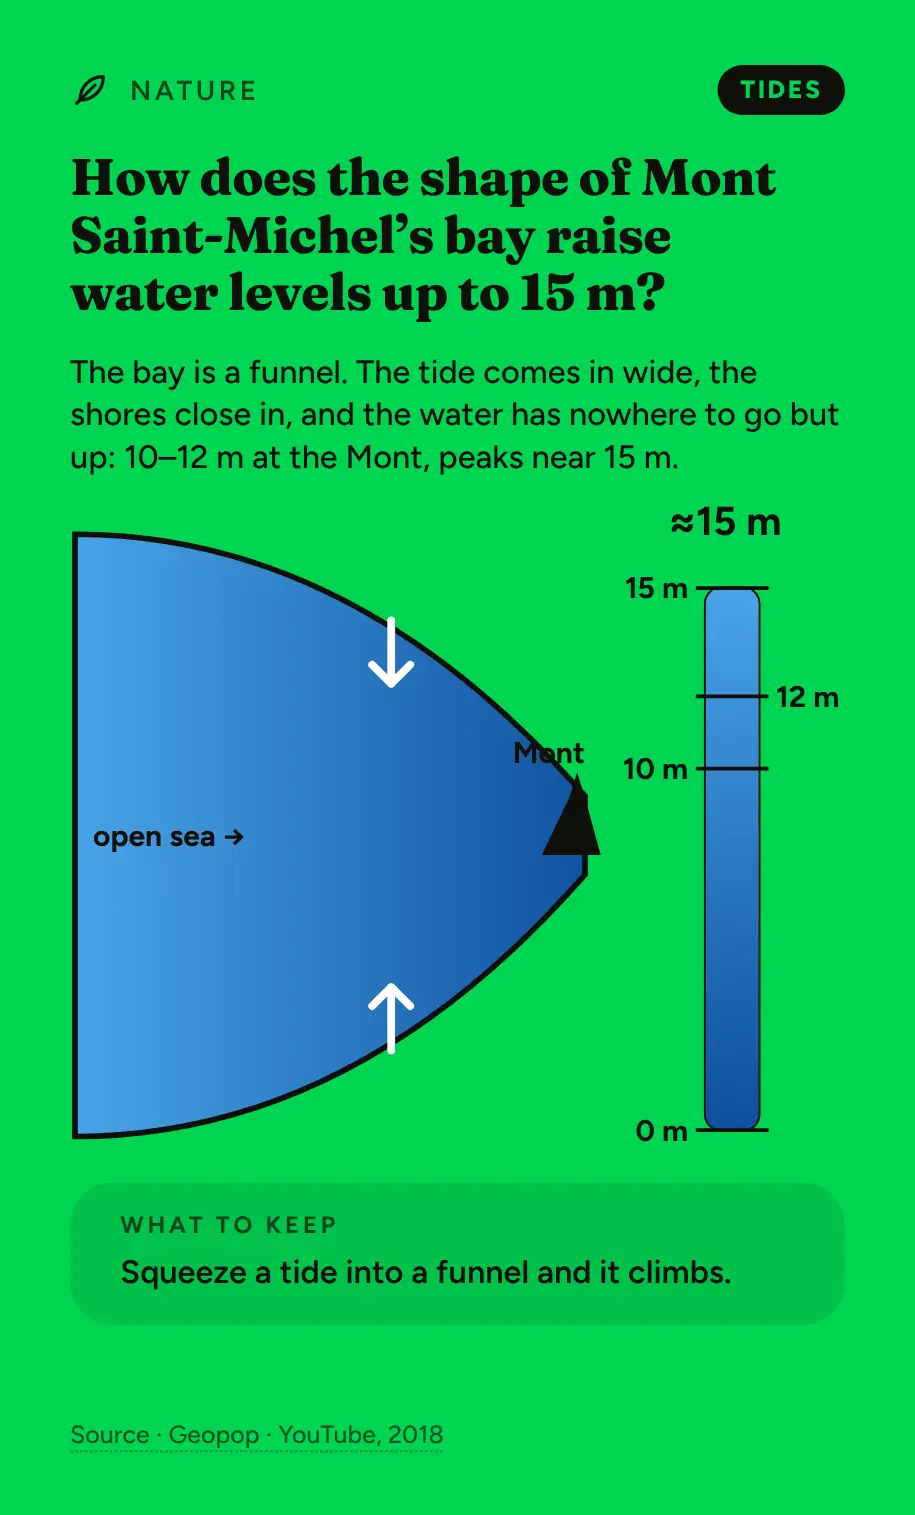 NATURE
TIDES
How does the shape of Mont
Saint-Michel’s bay raise
water levels up to 15 m?
The bay is a funnel. The tide comes in wide, the
shores close in, and the water has nowhere to go but
up: 10–12 m at the Mont, peaks near 15 m.
≈15 m
15 m
12 m
Mont
10 m
open sea →
0 m
WHAT TO KEEP
Squeeze a tide into a funnel and it climbs.
Source · Geopop · YouTube, 2018